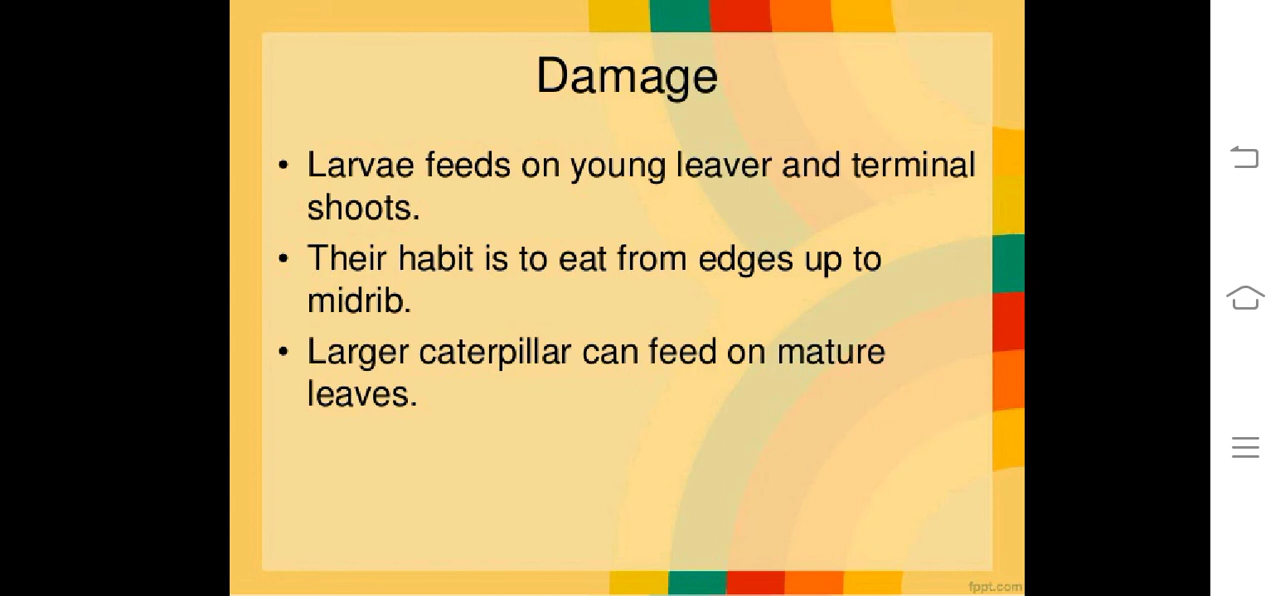 Damage
• Larvae feeds on young leaver and terminal
shoots.
• Their habit is to eat from edges up to
midrib.
• Larger caterpillar can feed on mature
leaves.
fppt.com